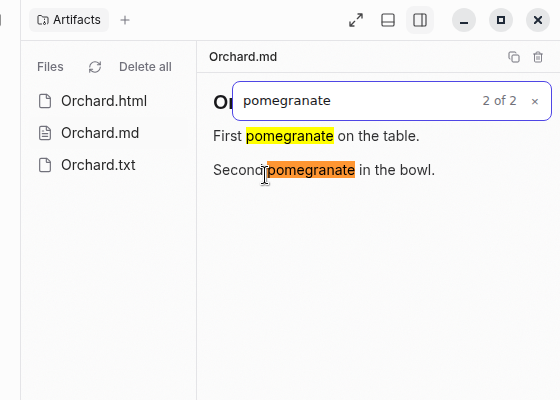 Artifacts
Files
Delete all
Orchard.html
Orchard.md
Orchard.txt
Orchard.md
pomegranate
2 of 2
First pomegranate on the table.
Second pomegranate in the bowl.